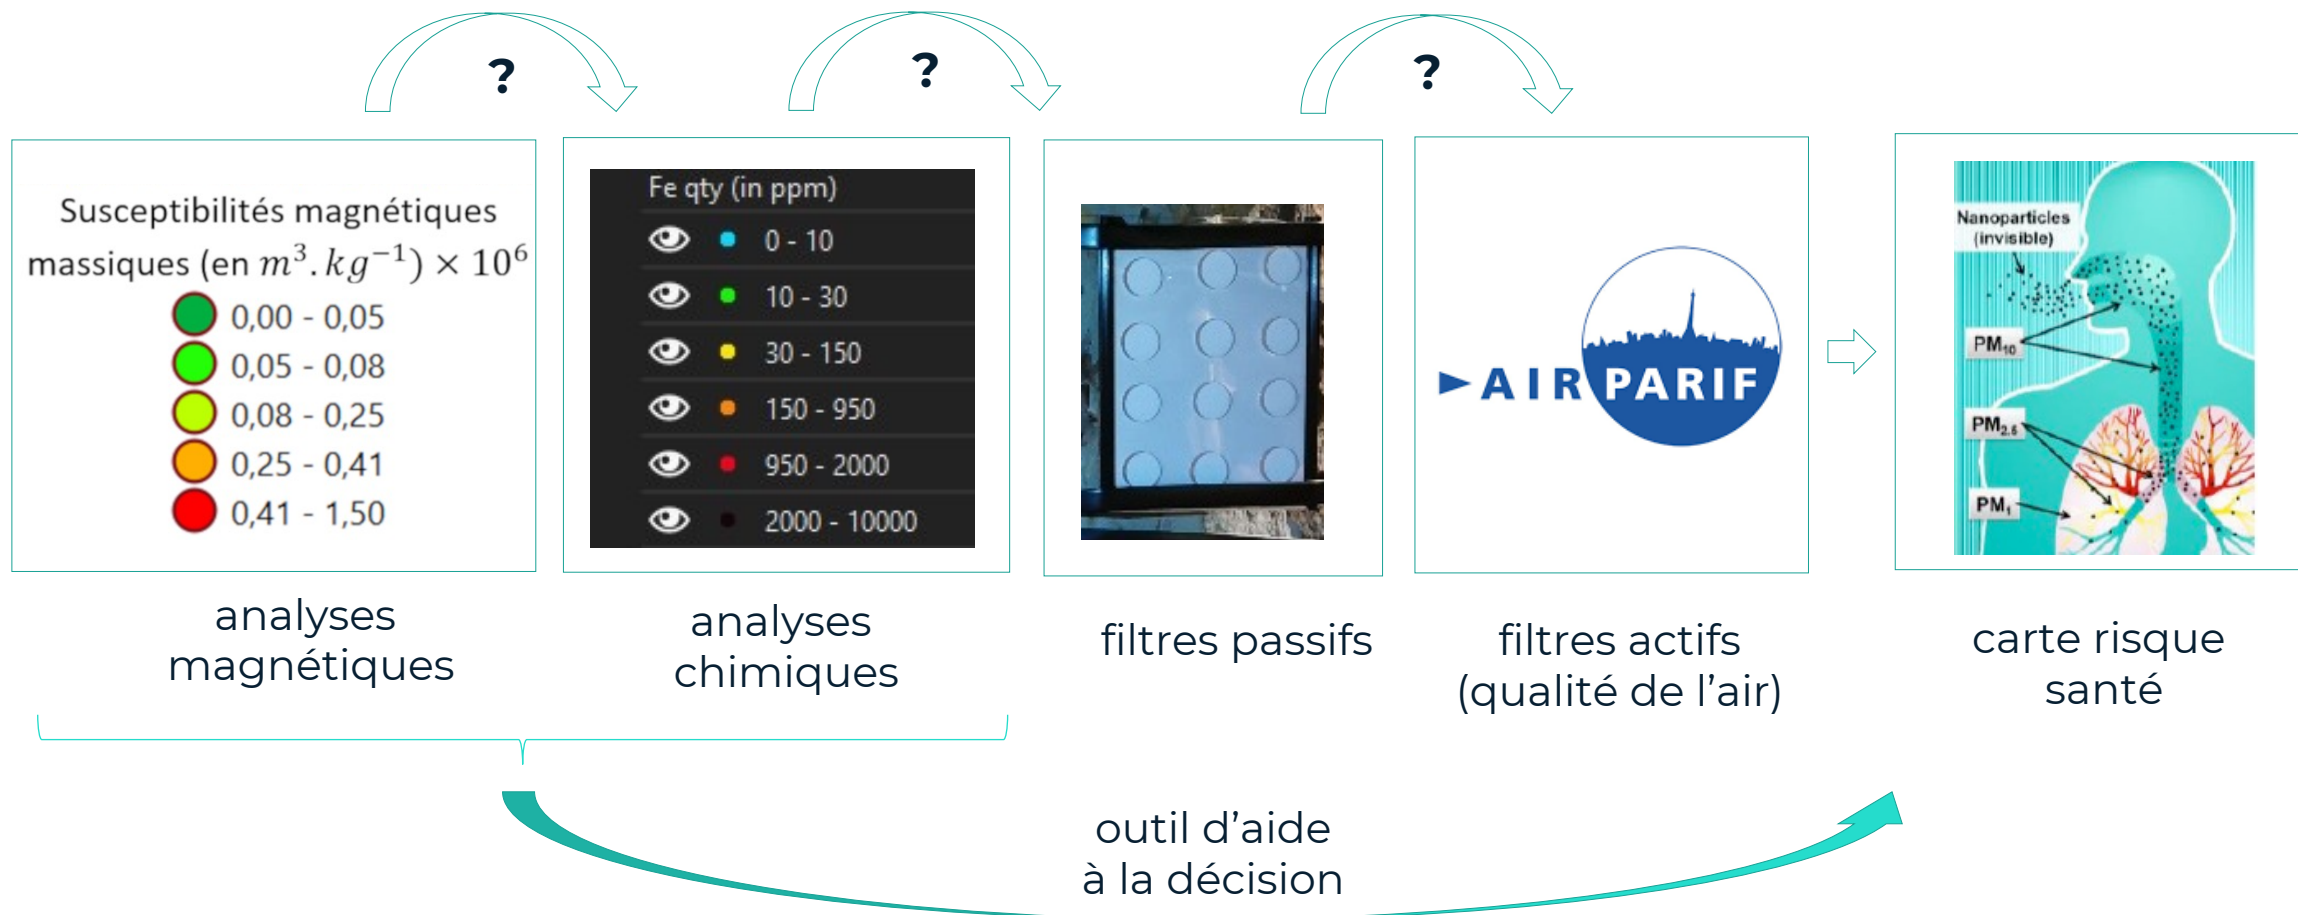 ?
?
?
Susceptibilités magnétiques
massiques (en m³.kg⁻¹) × 10⁶
0,00 - 0,05
0,05 - 0,08
0,08 - 0,25
0,25 - 0,41
0,41 - 1,50
Fe qty (in ppm)
0 - 10
10 - 30
30 - 150
150 - 950
950 - 2000
2000 - 10000
AIRPARIF
Nanoparticles
(invisible)
PM₁₀
PM₂.₅
PM₁
analyses
magnétiques
analyses
chimiques
filtres passifs
filtres actifs
(qualité de l’air)
carte risque
santé
outil d’aide
à la décision